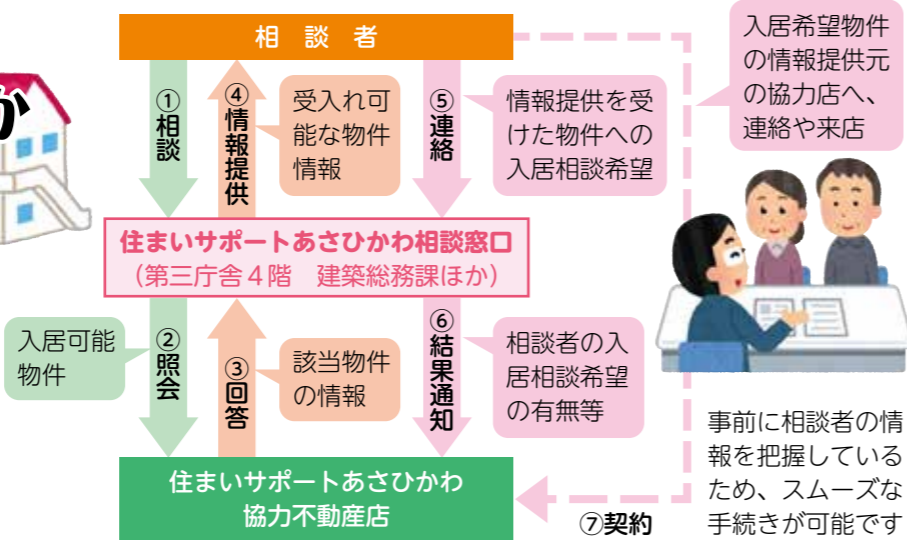 か
相談者
①相談
④情報提供
受入れ可
能な物件
情報
⑤連絡
情報提供を受
けた物件への
入居相談希望
入居希望物件
の情報提供元
の協力店へ、
連絡や来店
住まいサポートあさひかわ相談窓口
（第三庁舎４階　建築総務課ほか）
入居可能
物件
②照会
③回答
該当物件
の情報
⑥結果通知
相談者の入
居相談希望
の有無等
事前に相談者の情
報を把握している
ため、スムーズな
手続きが可能です
住まいサポートあさひかわ
協力不動産店
⑦契約